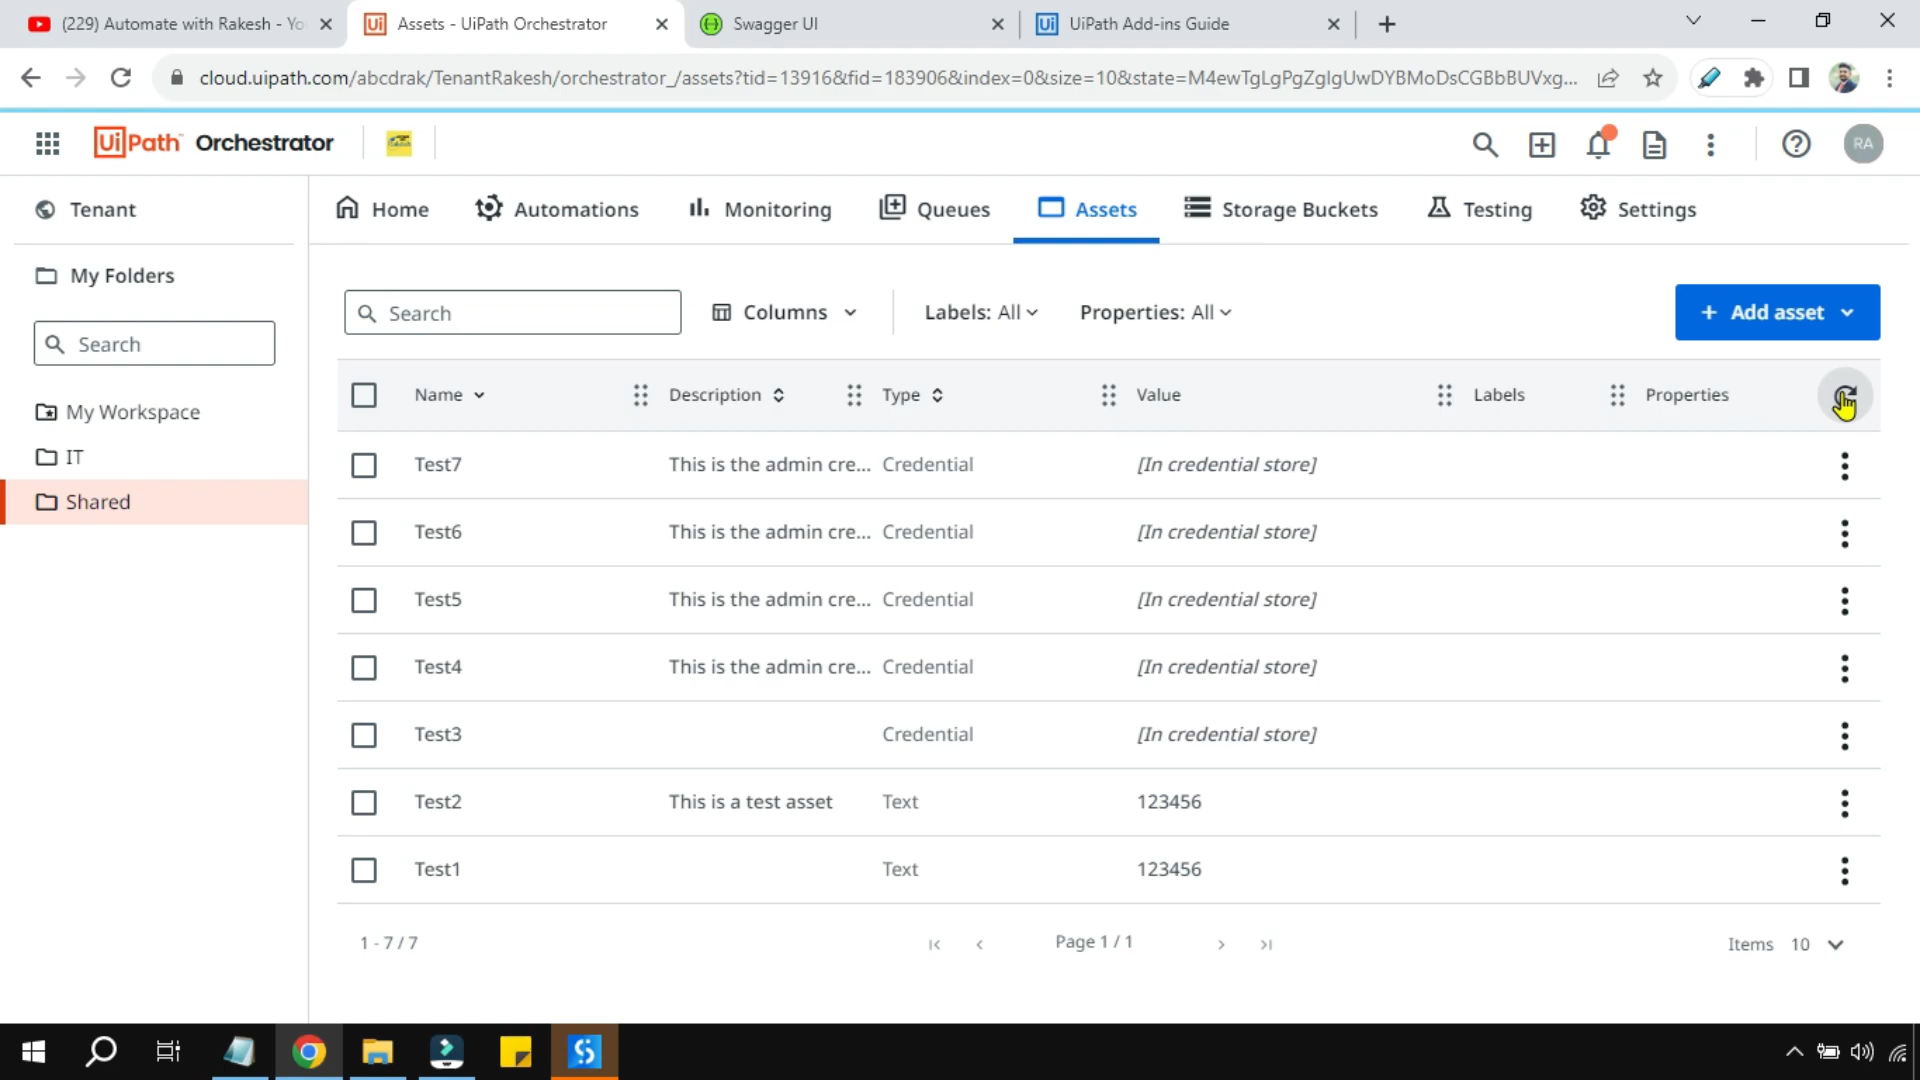 (229) Automate with Rakesh - Yo
Assets - UiPath Orchestrator
Swagger UI
UiPath Add-ins Guide
cloud.uipath.com/abcdrak/TenantRakesh/orchestrator_/assets?tid=13916&fid=183906&index=0&size=10&state=M4ewTgLgPgZglgUwDYBMoDsCGBbBUVxg...
UiPath Orchestrator
RA
Tenant
Home
Automations
Monitoring
Queues
Assets
Storage Buckets
Testing
Settings
My Folders
Search
My Workspace
IT
Shared
Search
Columns
Labels: All
Properties: All
+ Add asset
Name
Description
Type
Value
Labels
Properties
Test7 This is the admin cre... Credential [In credential store]
Test6 This is the admin cre... Credential [In credential store]
Test5 This is the admin cre... Credential [In credential store]
Test4 This is the admin cre... Credential [In credential store]
Test3 Credential [In credential store]
Test2 This is a test asset Text 123456
Test1 Text 123456
1 - 7 / 7
Page 1 / 1
Items 10